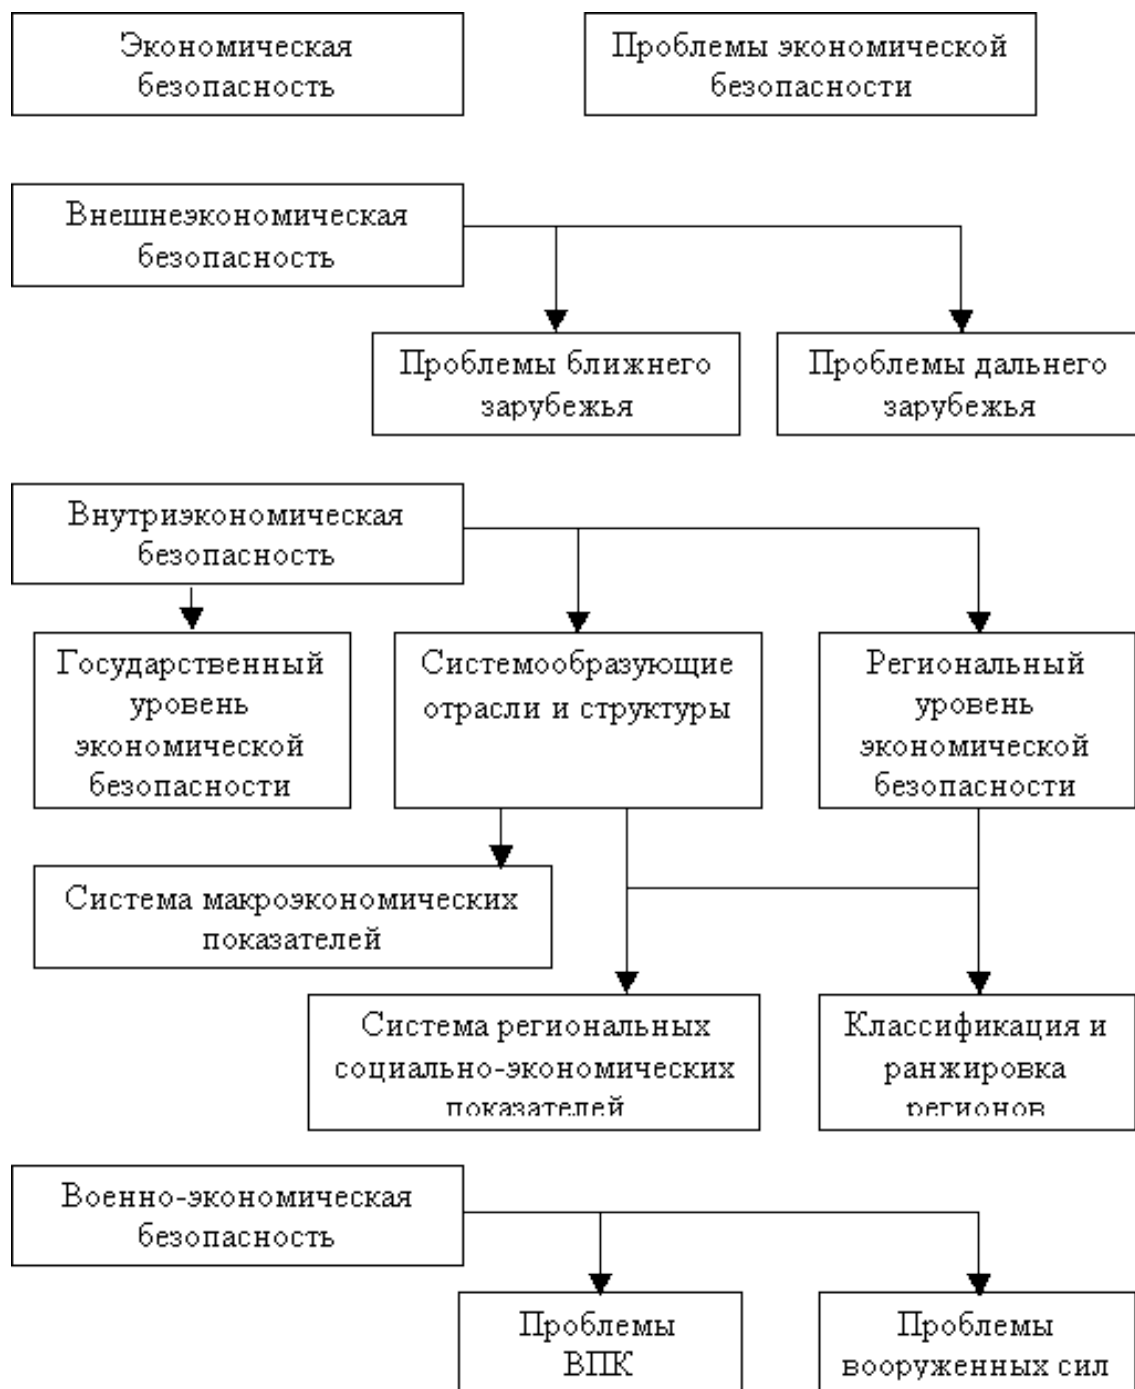 Экономическая
безопасность
Проблемы экономической
безопасности
Внешнеэкономическая
безопасность
Проблемы ближнего
зарубежья
Проблемы дальнего
зарубежья
Внутриэкономическая
безопасность
Государственный
уровень
экономической
безопасности
Системообразующие
отрасли и структуры
Региональный
уровень
экономической
безопасности
Система макроэкономических
показателей
Система региональных
социально-экономических
показателей
Классификация и
ранжировка
регионов
Военно-экономическая
безопасность
Проблемы
ВПК
Проблемы
вооруженных сил